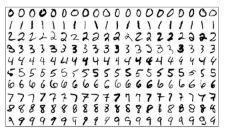 0 0 0 0 0 0 0 0 0 0 0 0 0 0 0 0
1 1 1 1 1 1 1 1 1 1 1 1 1 1 1 1
2 2 2 2 2 2 2 2 2 2 2 2 2 2 2 2
3 3 3 3 3 3 3 3 3 3 3 3 3 3 3 3
4 4 4 4 4 4 4 4 4 4 4 4 4 4 4 4
5 5 5 5 5 5 5 5 5 5 5 5 5 5 5 5
6 6 6 6 6 6 6 6 6 6 6 6 6 6 6 6
7 7 7 7 7 7 7 7 7 7 7 7 7 7 7 7
8 8 8 8 8 8 8 8 8 8 8 8 8 8 8 8
9 9 9 9 9 9 9 9 9 9 9 9 9 9 9 9